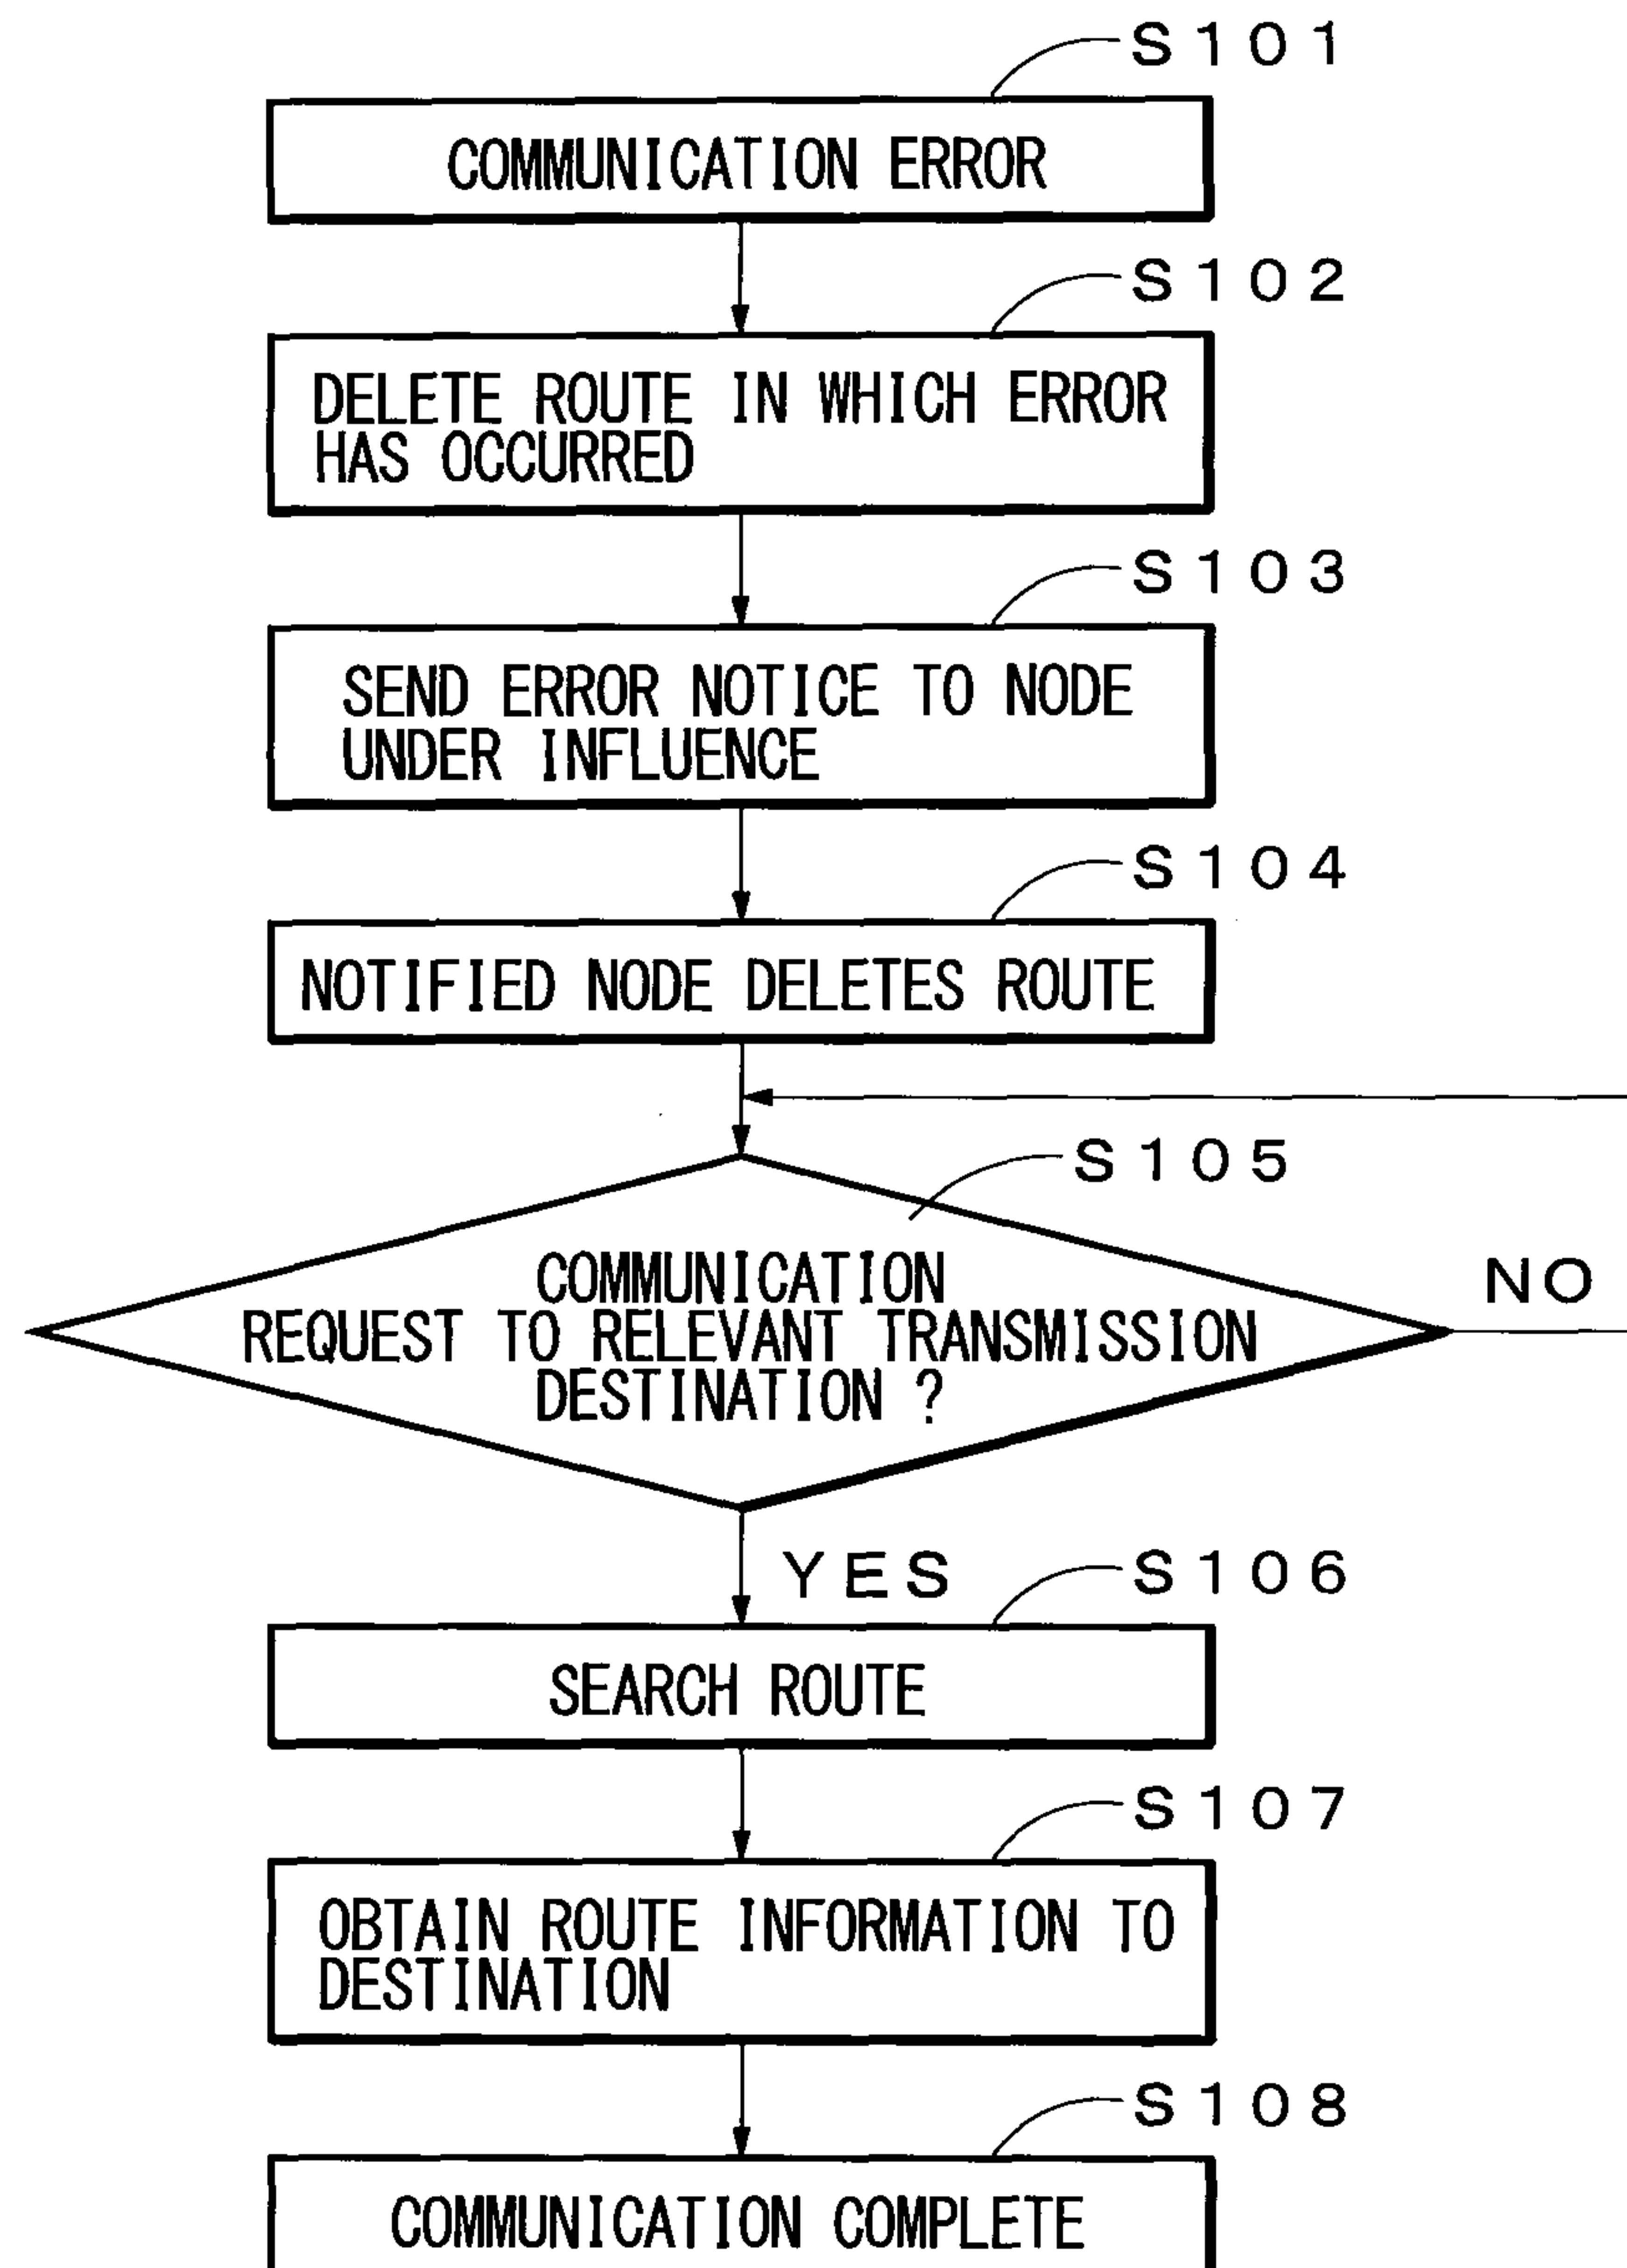 S101
COMMUNICATION ERROR
S102
DELETE ROUTE IN WHICH ERROR
HAS OCCURRED
S103
SEND ERROR NOTICE TO NODE
UNDER INFLUENCE
S104
NOTIFIED NODE DELETES ROUTE
S105
COMMUNICATION
REQUEST TO RELEVANT TRANSMISSION
DESTINATION ?
NO
YES
S106
SEARCH ROUTE
S107
OBTAIN ROUTE INFORMATION TO
DESTINATION
S108
COMMUNICATION COMPLETE